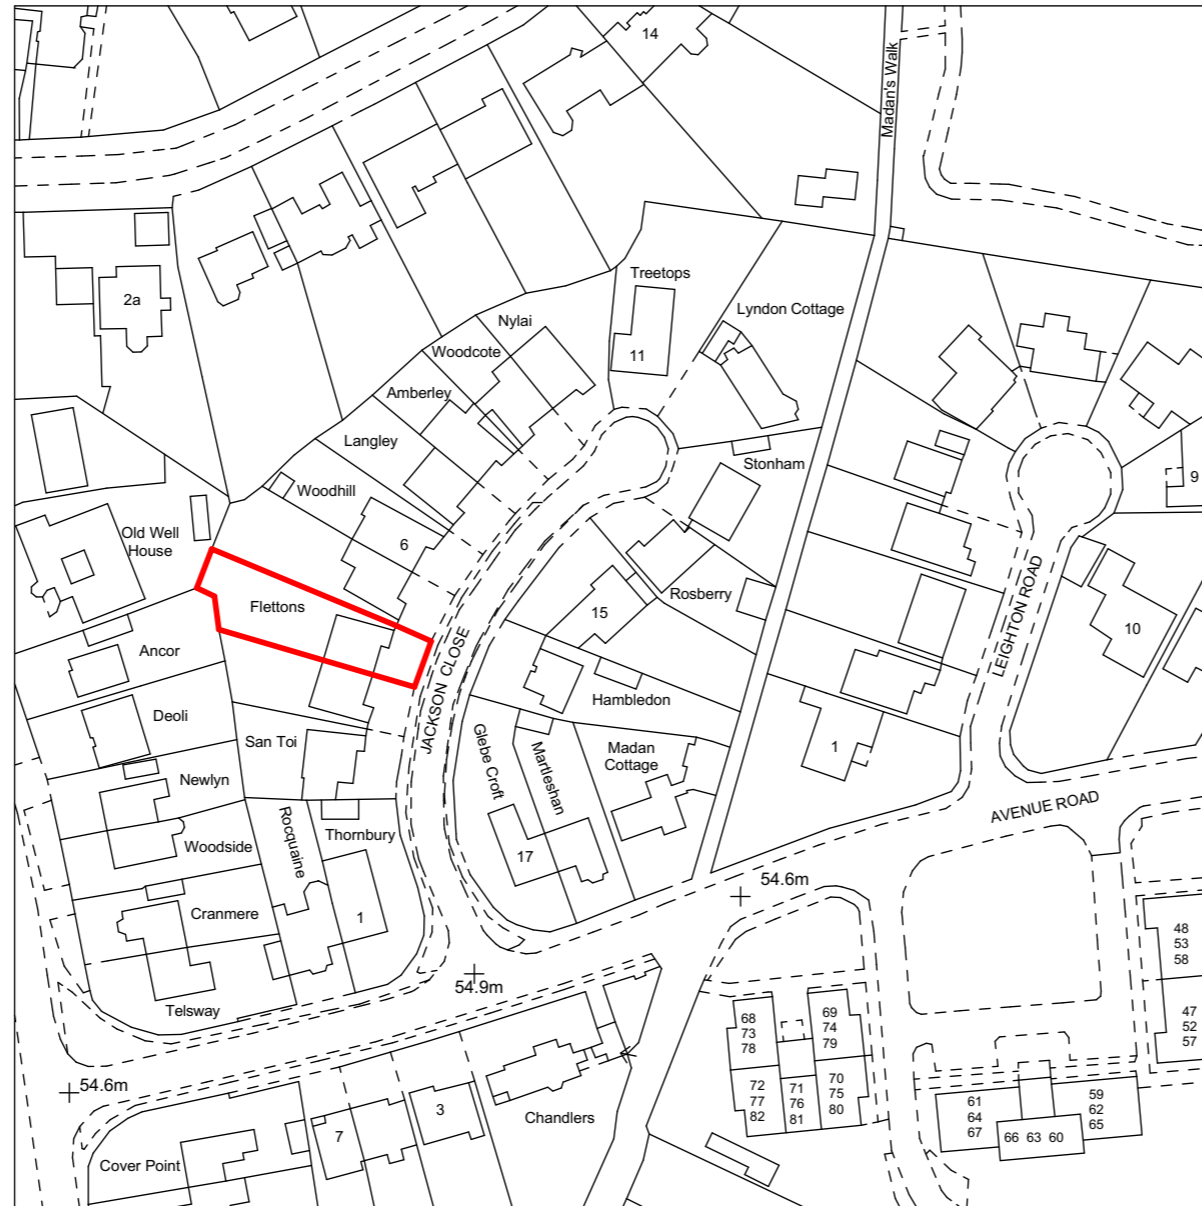 14
Madan's Walk
2a
Treetops
11
Lyndon Cottage
Nylai
Woodcote
Amberley
Langley
Woodhill
6
Stonham
9
Old Well
House
Flettons
Ancor
Deoli
San Toi
Newlyn
Woodside
Rocquaine
Thornbury
1
Cranmere
Telsway
JACKSON CLOSE
Rosberry
15
Hambledon
Glebe Croft
Martleshan
Madan
Cottage
17
1
LEIGHTON ROAD
10
AVENUE ROAD
54.6m
54.9m
54.6m
48
53
58
47
52
57
68
73
78
69
74
79
72
77
82
71
76
81
70
75
80
61
64
67
59
62
65
66 63 60
3
7
Chandlers
Cover Point